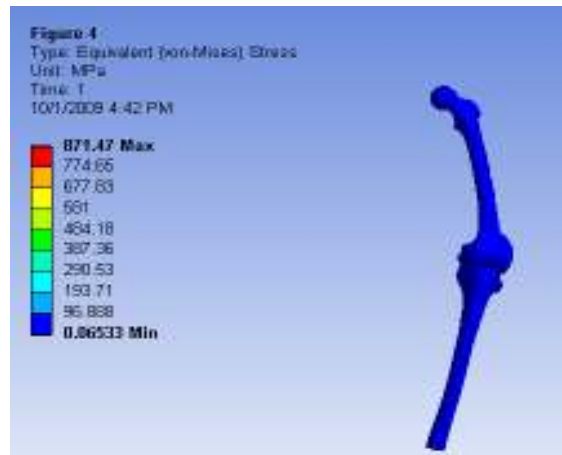 Figure 4
Type: Equivalent (von-Mises) Stress
Unit: MPa
Time: 1
10/1/2009 4:42 PM
871.47 Max
774.65
677.83
581
484.18
387.36
290.53
193.71
96.888
0.06533 Min